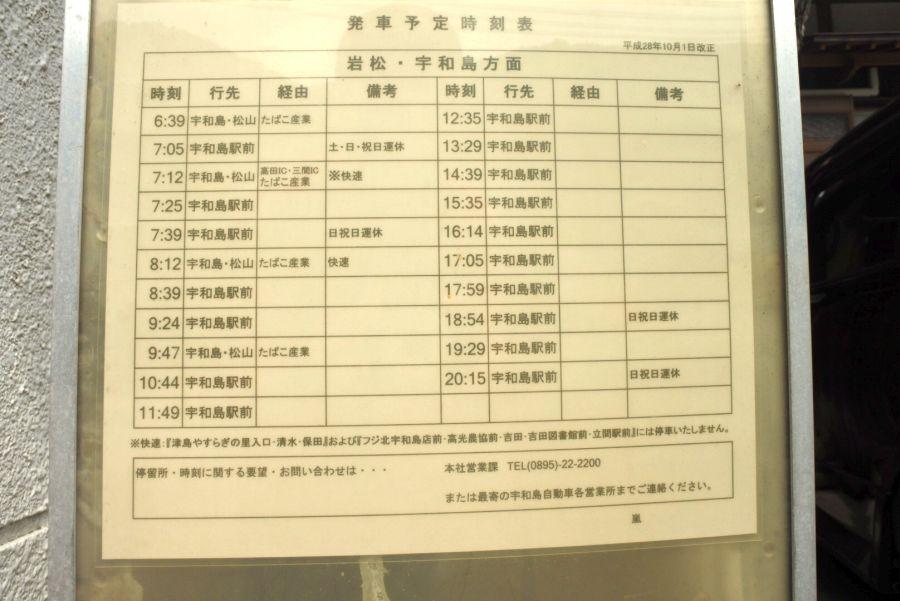 発車予定時刻表
平成28年10月1日改正
岩松・宇和島方面
時刻 行先 経由 備考 時刻 行先 経由 備考
6:39 宇和島・松山 たばこ産業 12:35 宇和島駅前
7:05 宇和島駅前 土・日・祝日運休 13:29 宇和島駅前
7:12 宇和島・松山 高田IC・三間IC たばこ産業 ※快速 14:39 宇和島駅前
7:25 宇和島駅前 15:35 宇和島駅前
7:39 宇和島駅前 日祝日運休 16:14 宇和島駅前
8:12 宇和島・松山 たばこ産業 快速 17:05 宇和島駅前
8:39 宇和島駅前 17:59 宇和島駅前
9:24 宇和島駅前 18:54 宇和島駅前 日祝日運休
9:47 宇和島・松山 たばこ産業 19:29 宇和島駅前
10:44 宇和島駅前 20:15 宇和島駅前 日祝日運休
11:49 宇和島駅前
※快速:『津島やすらぎの里入口・清水・保田』および『フジ北宇和島店前・高光農協前・吉田・吉田図書館前・立間駅前』には停車いたしません。
停留所・時刻に関する要望・お問い合わせは・・・ 本社営業課 TEL(0895)-22-2200
または最寄の宇和島自動車各営業所までご連絡ください。
嵐